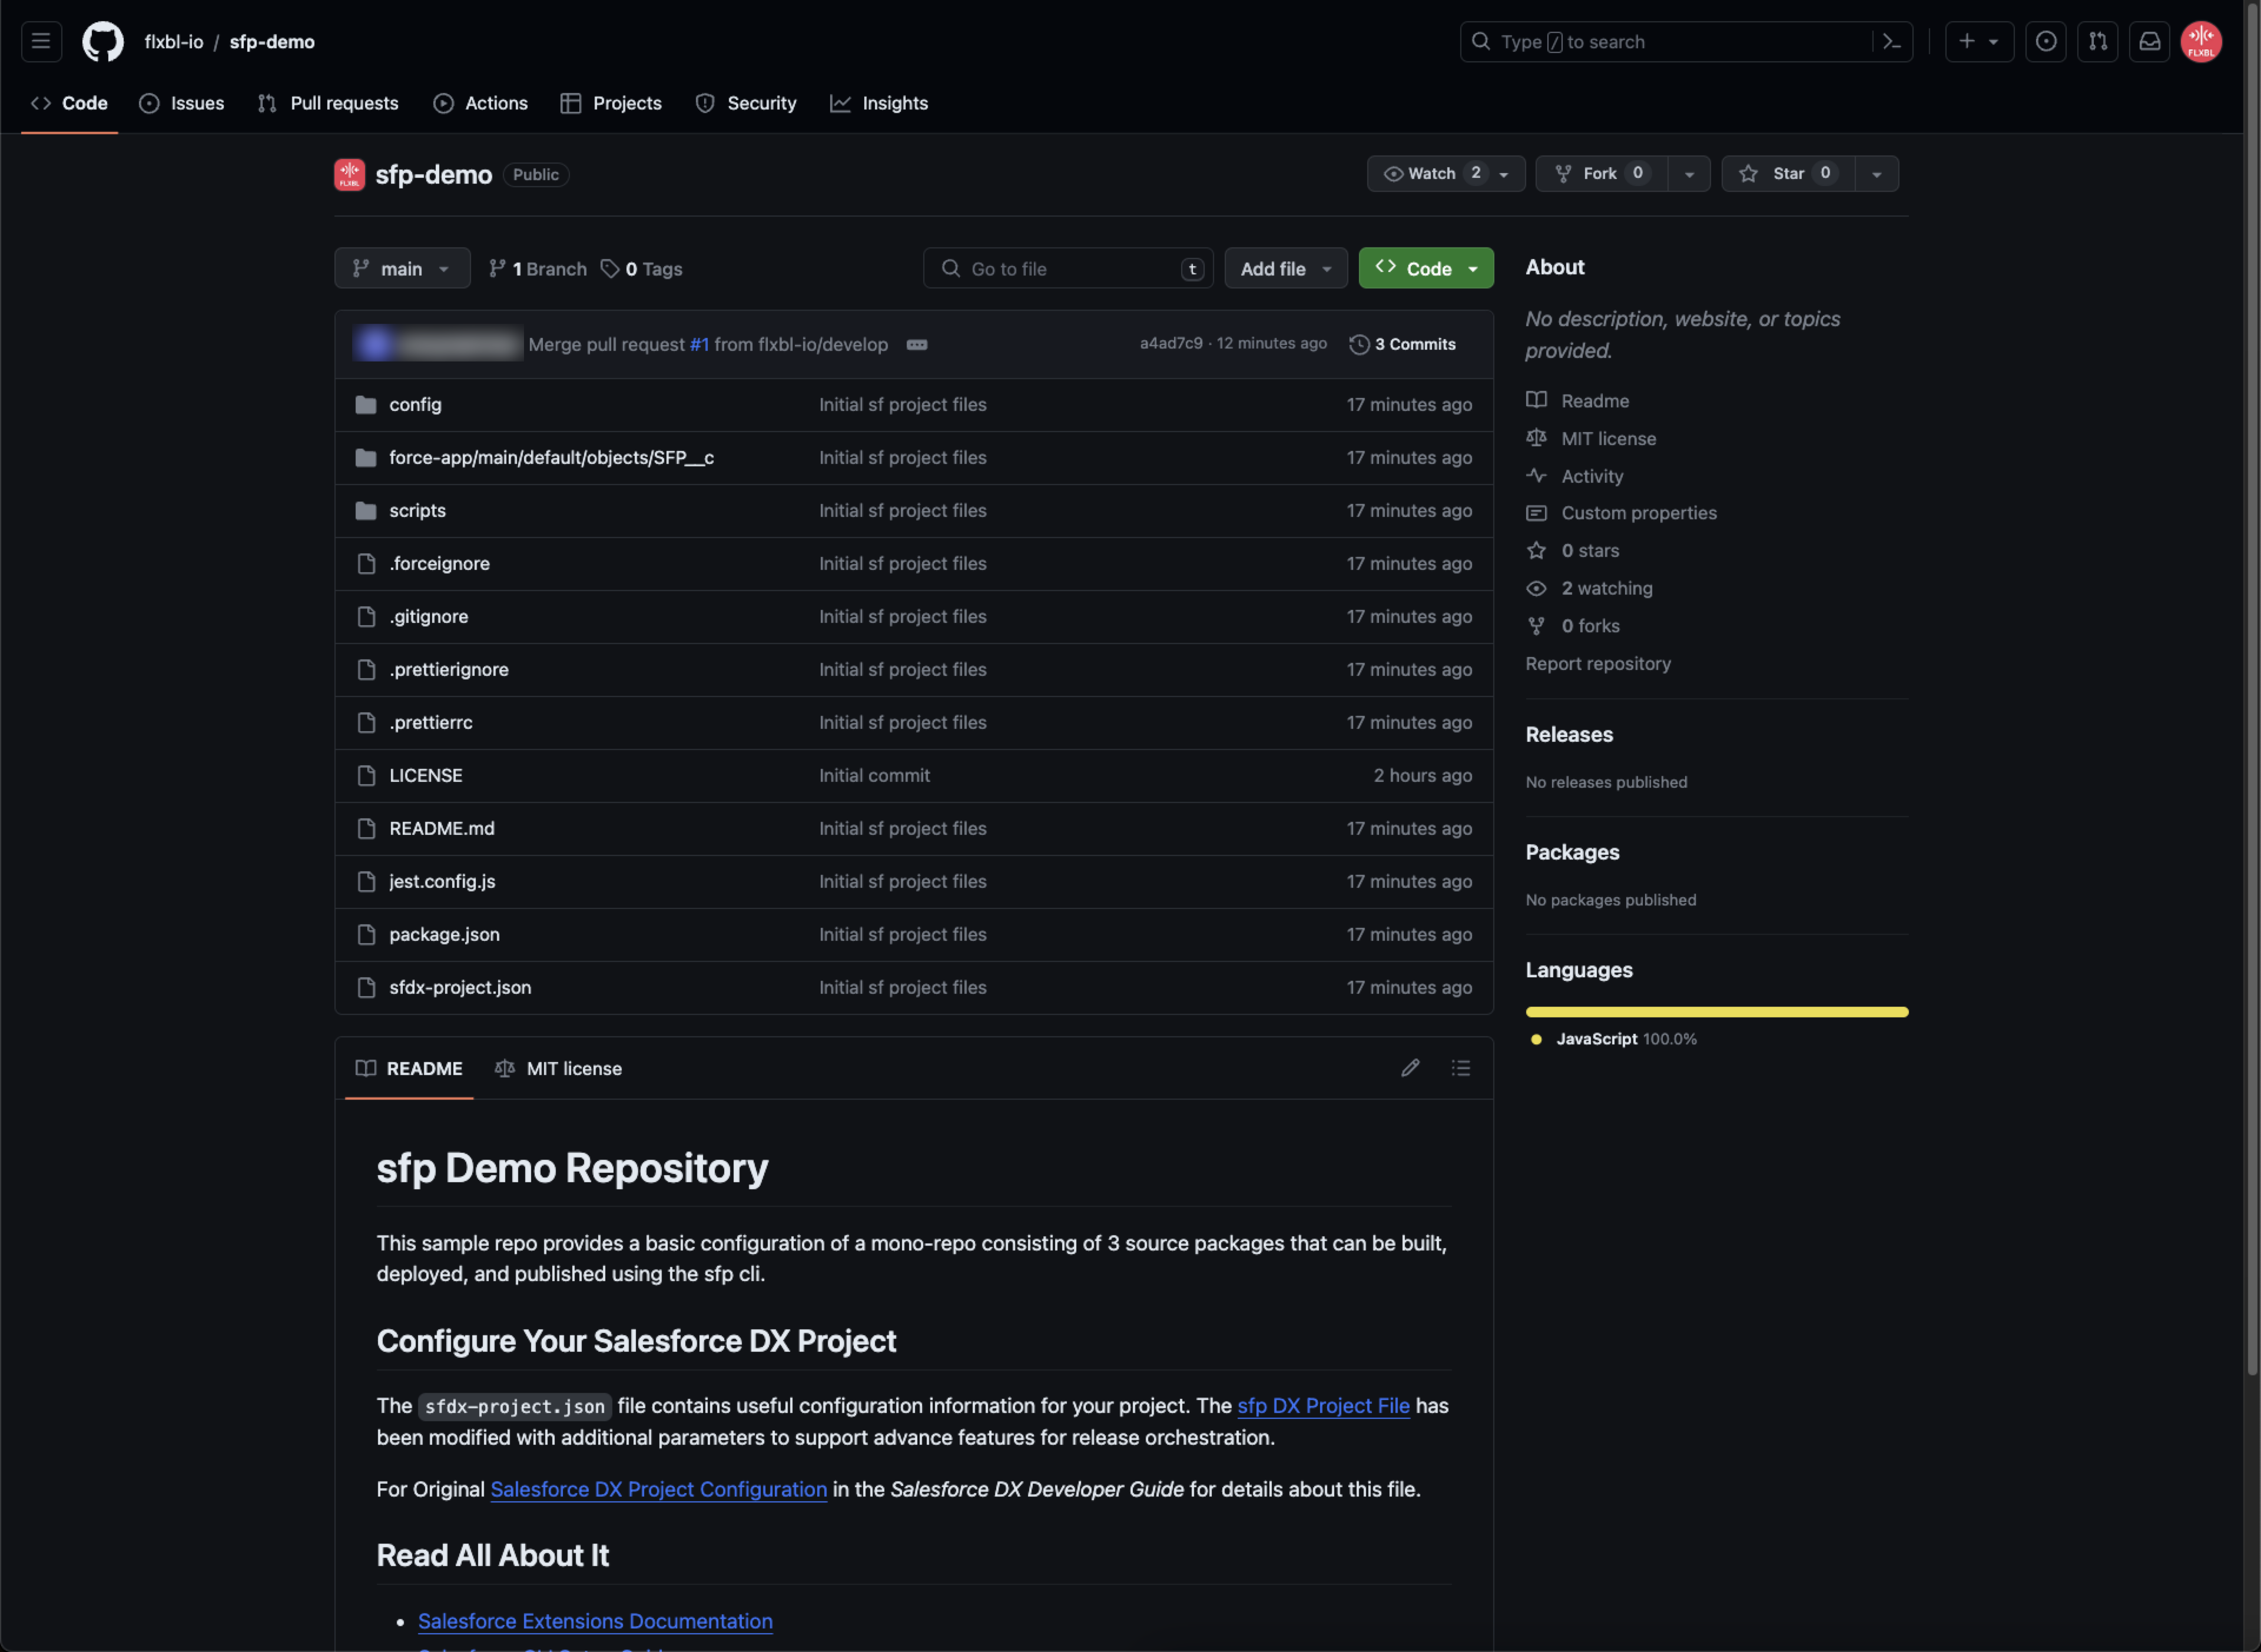 flxbl-io / sfp-demo
Type / to search
FLXBL
Code
Issues
Pull requests
Actions
Projects
Security
Insights
FLXBL
sfp-demo Public
Watch 2
Fork 0
Star 0
main
1 Branch
0 Tags
Go to file t
Add file
Code
Merge pull request #1 from flxbl-io/develop
a4ad7c9 · 12 minutes ago
3 Commits
config Initial sf project files 17 minutes ago
force-app/main/default/objects/SFP__c Initial sf project files 17 minutes ago
scripts Initial sf project files 17 minutes ago
.forceignore Initial sf project files 17 minutes ago
.gitignore Initial sf project files 17 minutes ago
.prettierignore Initial sf project files 17 minutes ago
.prettierrc Initial sf project files 17 minutes ago
LICENSE Initial commit 2 hours ago
README.md Initial sf project files 17 minutes ago
jest.config.js Initial sf project files 17 minutes ago
package.json Initial sf project files 17 minutes ago
sfdx-project.json Initial sf project files 17 minutes ago
README
MIT license
sfp Demo Repository
This sample repo provides a basic configuration of a mono-repo consisting of 3 source packages that can be built,
deployed, and published using the sfp cli.
Configure Your Salesforce DX Project
The sfdx-project.json file contains useful configuration information for your project. The sfp DX Project File has
been modified with additional parameters to support advance features for release orchestration.
For Original Salesforce DX Project Configuration in the Salesforce DX Developer Guide for details about this file.
Read All About It
Salesforce Extensions Documentation
About
No description, website, or topics
provided.
Readme
MIT license
Activity
Custom properties
0 stars
2 watching
0 forks
Report repository
Releases
No releases published
Packages
No packages published
Languages
JavaScript 100.0%